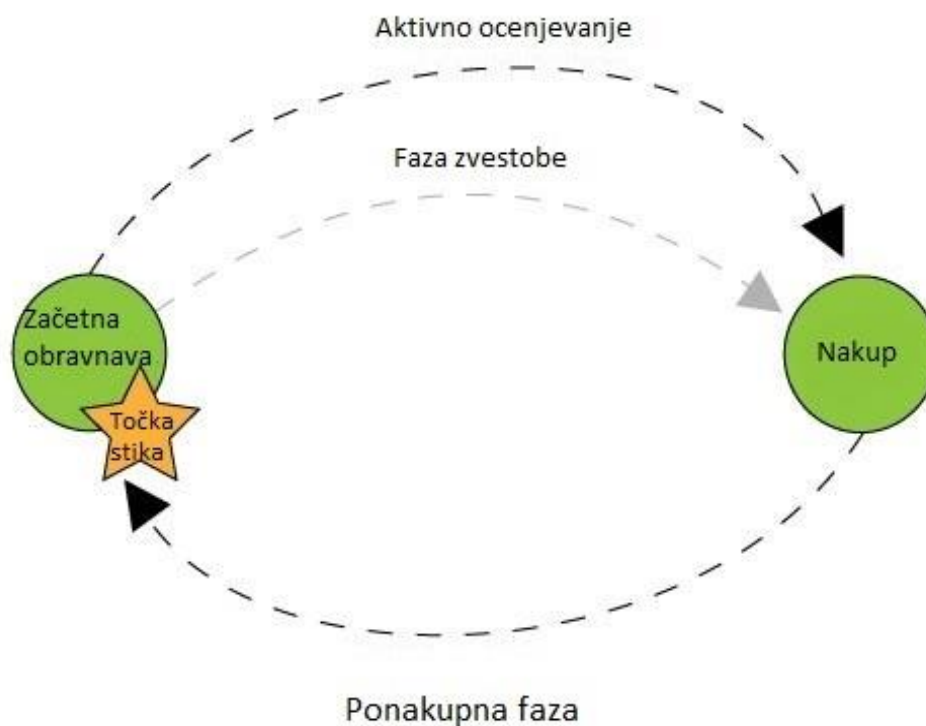 Aktivno ocenjevanje
Faza zvestobe
Začetna
obravnava
Točka
stika
Nakup
Ponakupna faza